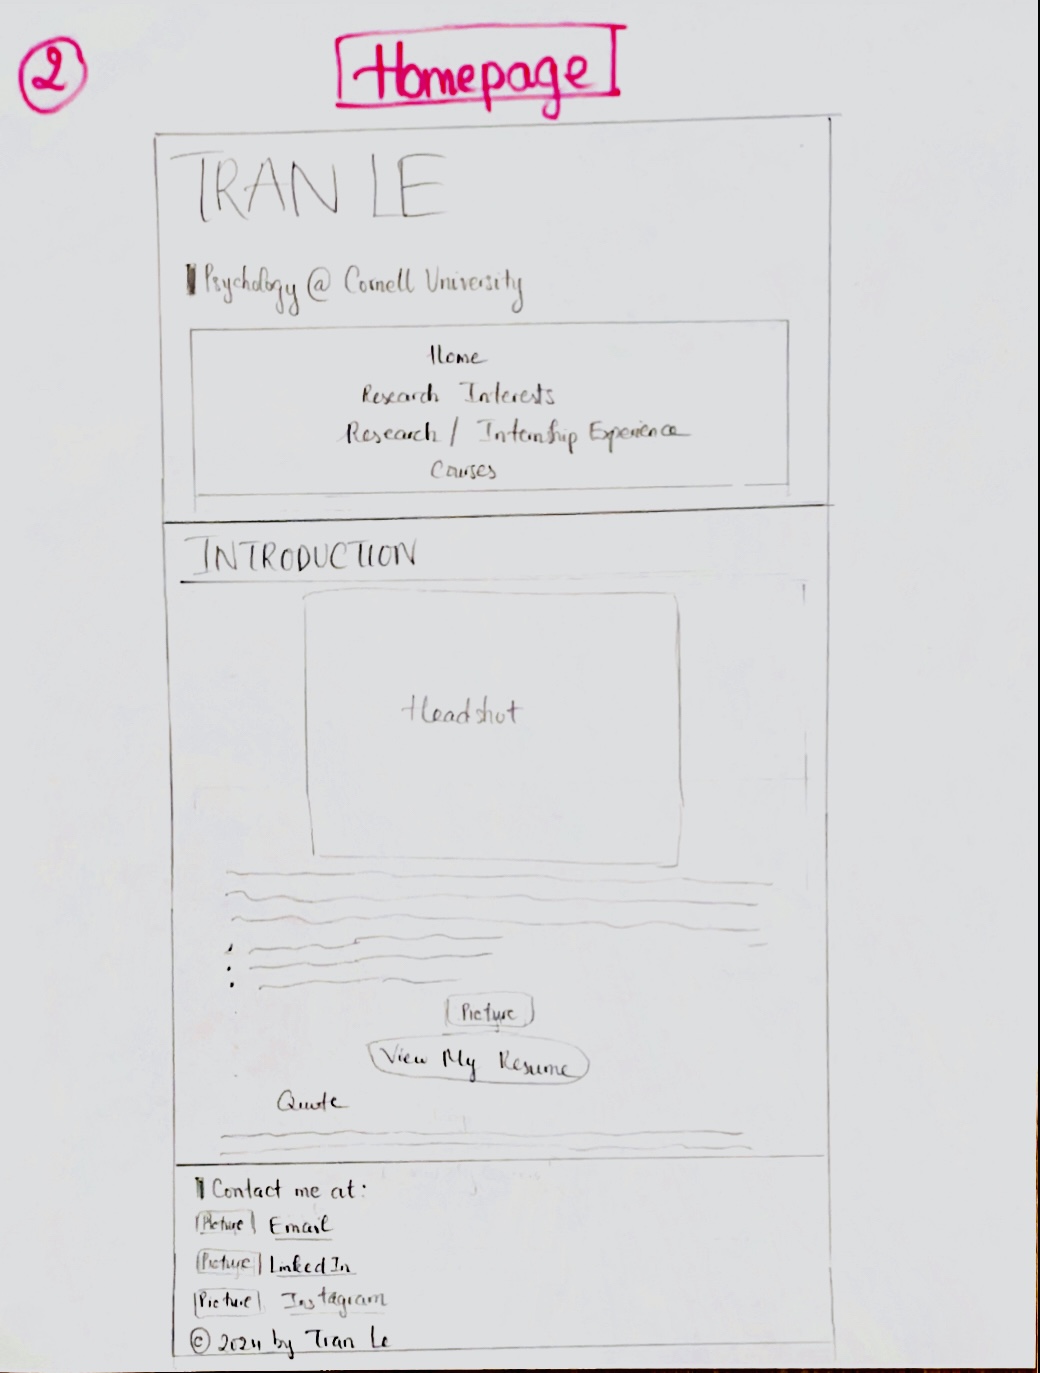 2
Homepage
TRAN LE
Psychology @ Cornell University
Home
Research Interests
Research / Internship Experience
Courses
INTRODUCTION
Headshot
Picture
View My Resume
Quote
Contact me at:
Picture Email
Picture LinkedIn
Picture Instagram
© 2024 by Tran Le